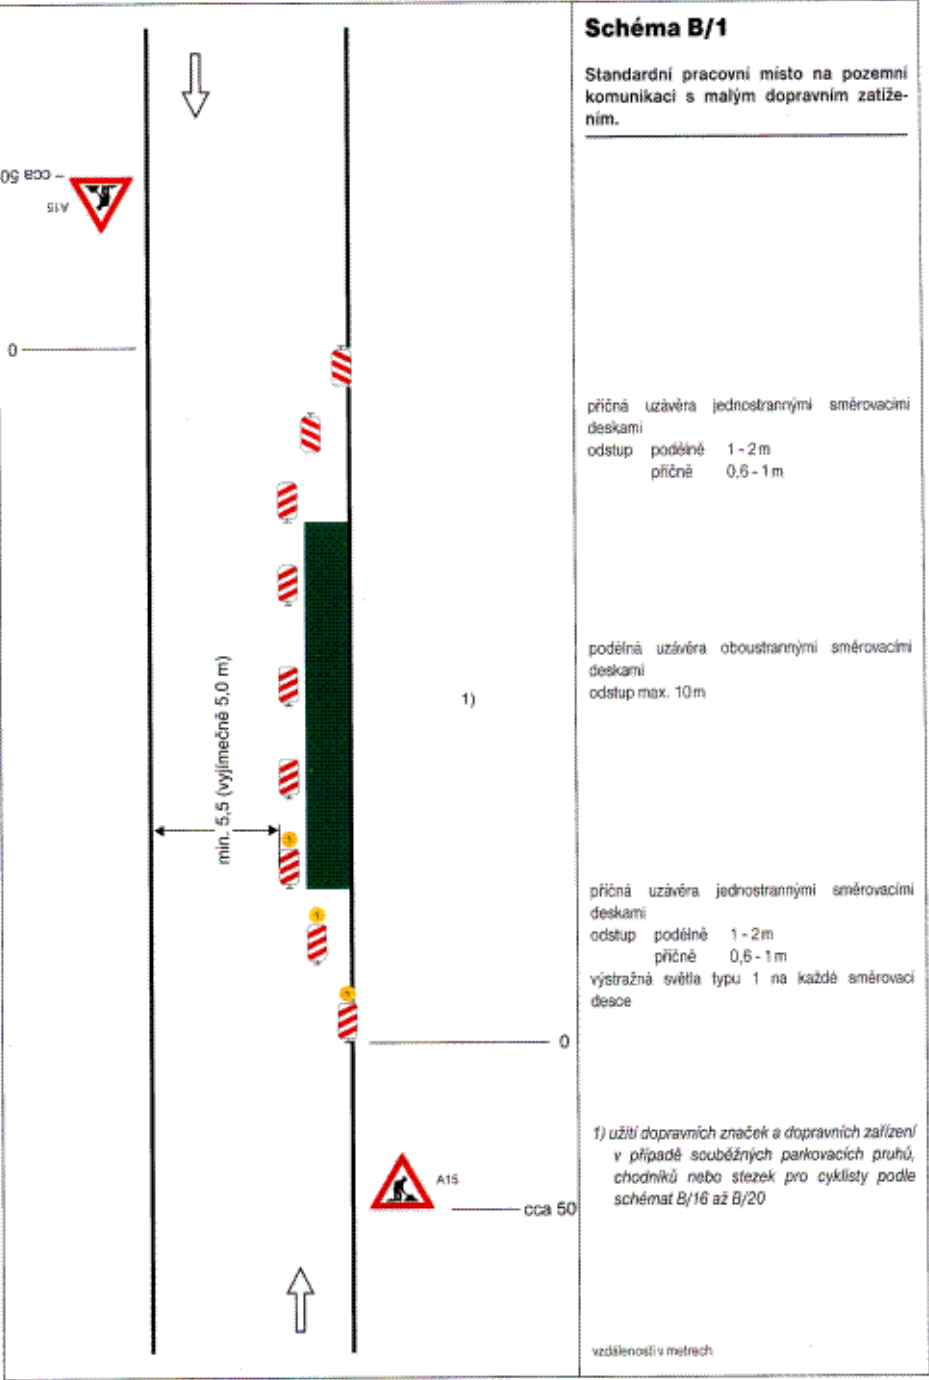 Schéma B/1
Standardní pracovní místo na pozemní
komunikaci s malým dopravním zatíže-
ním.
cca 50
A15
0
příčná uzávěra jednostrannými směrovacími
deskami
odstup podélně 1 - 2 m
příčně 0,6 - 1 m
podélná uzávěra oboustrannými směrovacími
deskami
odstup max. 10 m
min. 5,5 (vyjímečně 5,0 m)
1)
1
1
1
příčná uzávěra jednostrannými směrovacími
deskami
odstup podélně 1 - 2m
příčně 0,6 - 1 m
výstražná světla typu 1 na každé směrovací
desce
0
A15
cca 50
1) užití dopravních značek a dopravních zařízení
v případě souběžných parkovacích pruhů,
chodníků nebo stezek pro cyklisty podle
schémat B/16 až B/20
vzdálenosti v metrech